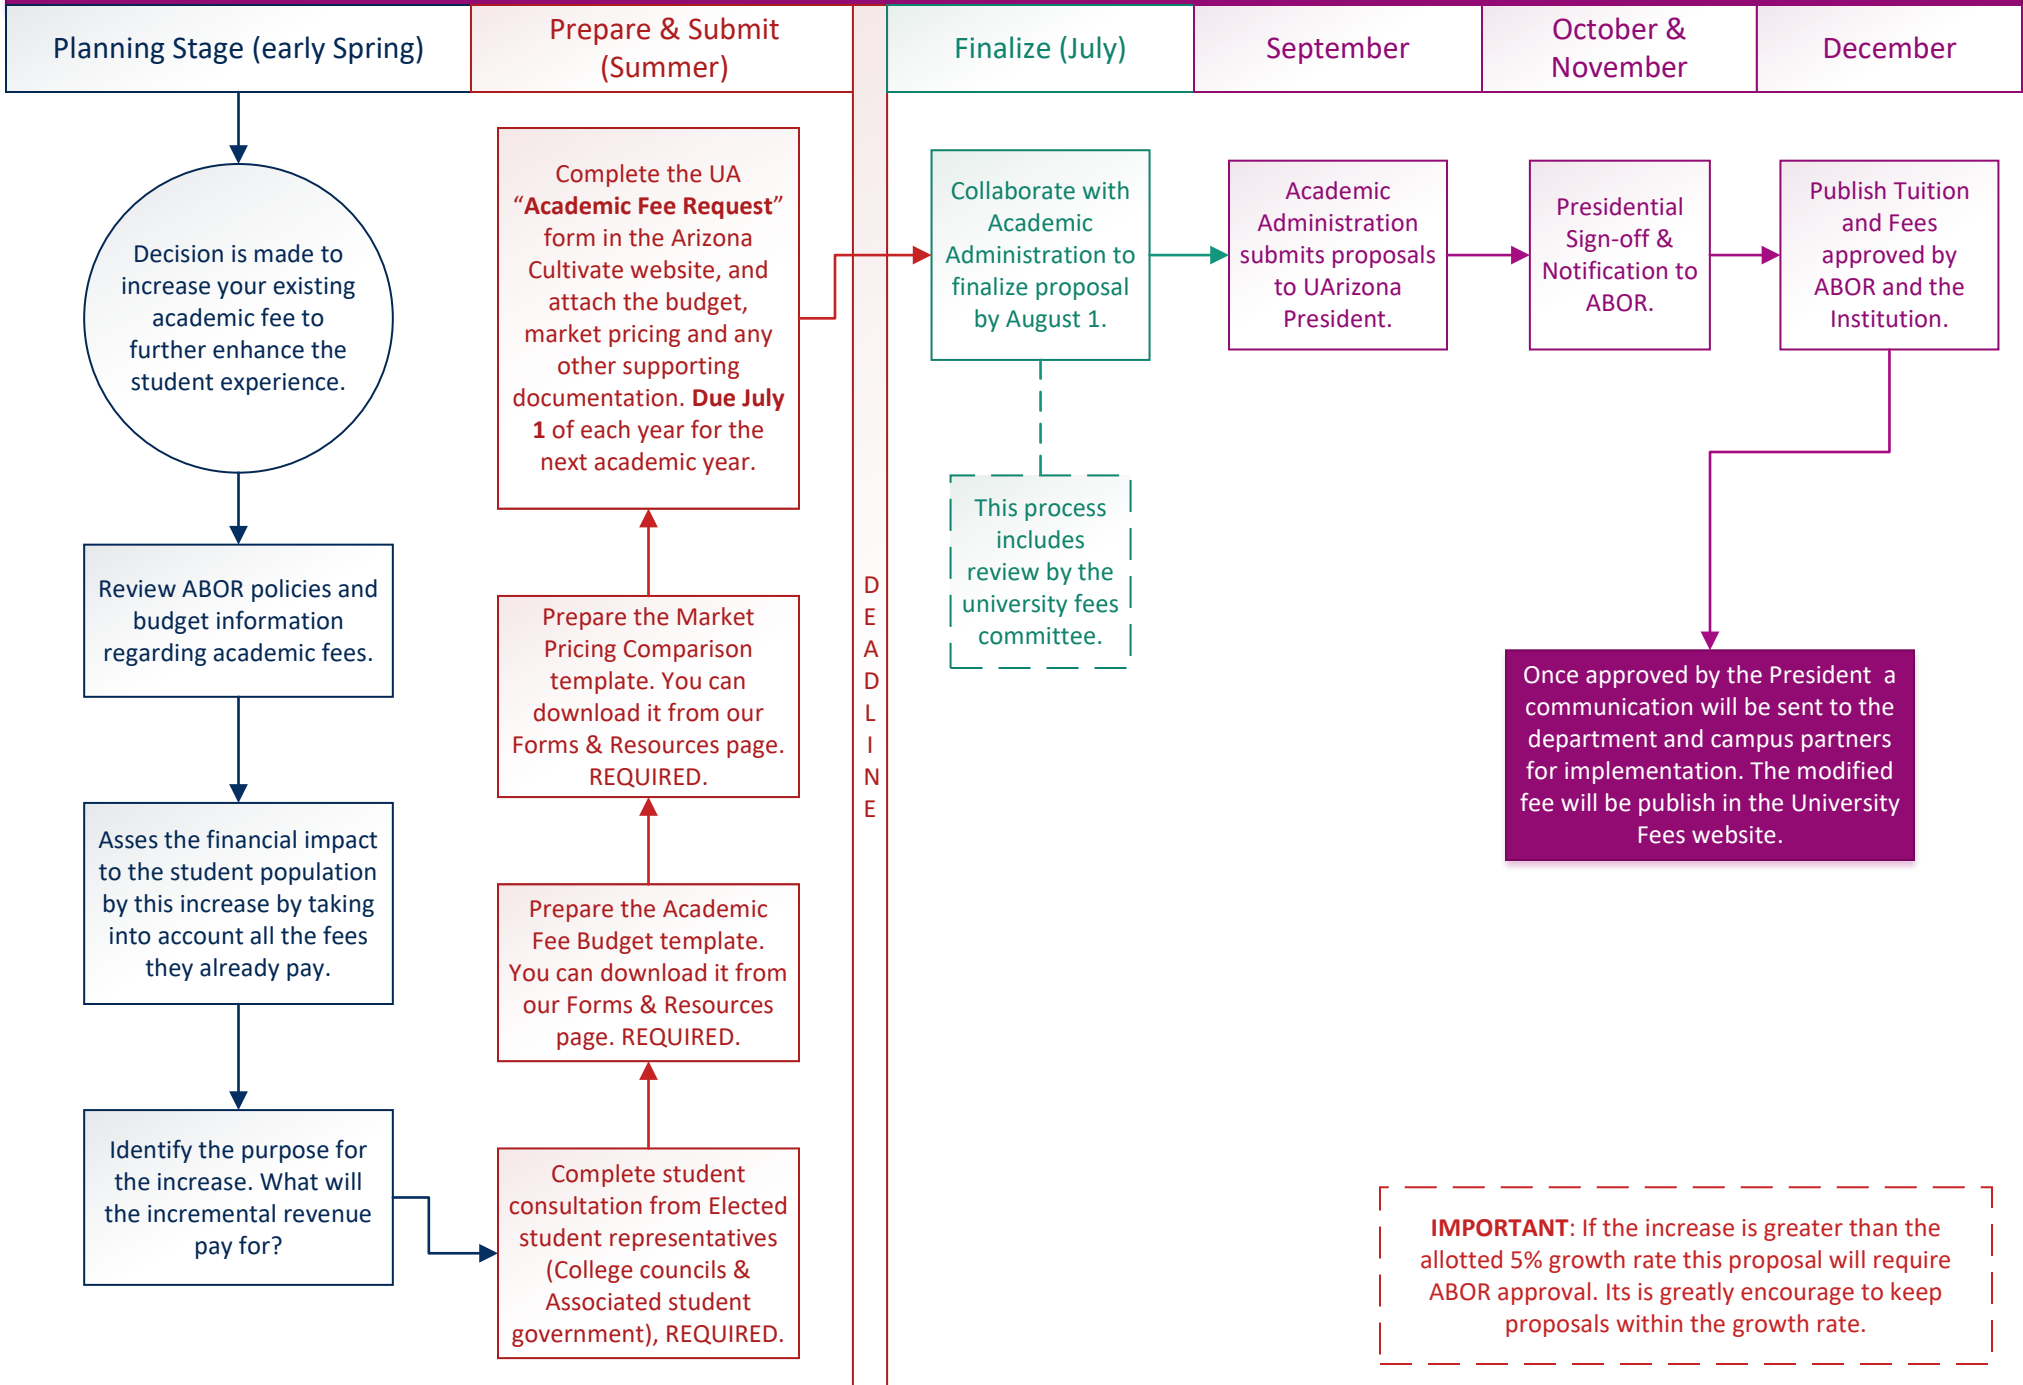 Planning Stage (early Spring)
Prepare & Submit
(Summer)
Finalize (July)
September
October &
November
December
Decision is made to
increase your existing
academic fee to
further enhance the
student experience.
Review ABOR policies and
budget information
regarding academic fees.
Asses the financial impact
to the student population
by this increase by taking
into account all the fees
they already pay.
Identify the purpose for
the increase. What will
the incremental revenue
pay for?
Complete the UA
“Academic Fee Request”
form in the Arizona
Cultivate website, and
attach the budget,
market pricing and any
other supporting
documentation. Due July
1 of each year for the
next academic year.
Prepare the Market
Pricing Comparison
template. You can
download it from our
Forms & Resources page.
REQUIRED.
Prepare the Academic
Fee Budget template.
You can download it from
our Forms & Resources
page. REQUIRED.
Complete student
consultation from Elected
student representatives
(College councils &
Associated student
government), REQUIRED.
D
E
A
D
L
I
N
E
Collaborate with
Academic
Administration to
finalize proposal
by August 1.
This process
includes
review by the
university fees
committee.
Academic
Administration
submits proposals
to UArizona
President.
Presidential
Sign-off &
Notification to
ABOR.
Publish Tuition
and Fees
approved by
ABOR and the
Institution.
Once approved by the President a
communication will be sent to the
department and campus partners
for implementation. The modified
fee will be publish in the University
Fees website.
IMPORTANT: If the increase is greater than the
allotted 5% growth rate this proposal will require
ABOR approval. Its is greatly encourage to keep
proposals within the growth rate.